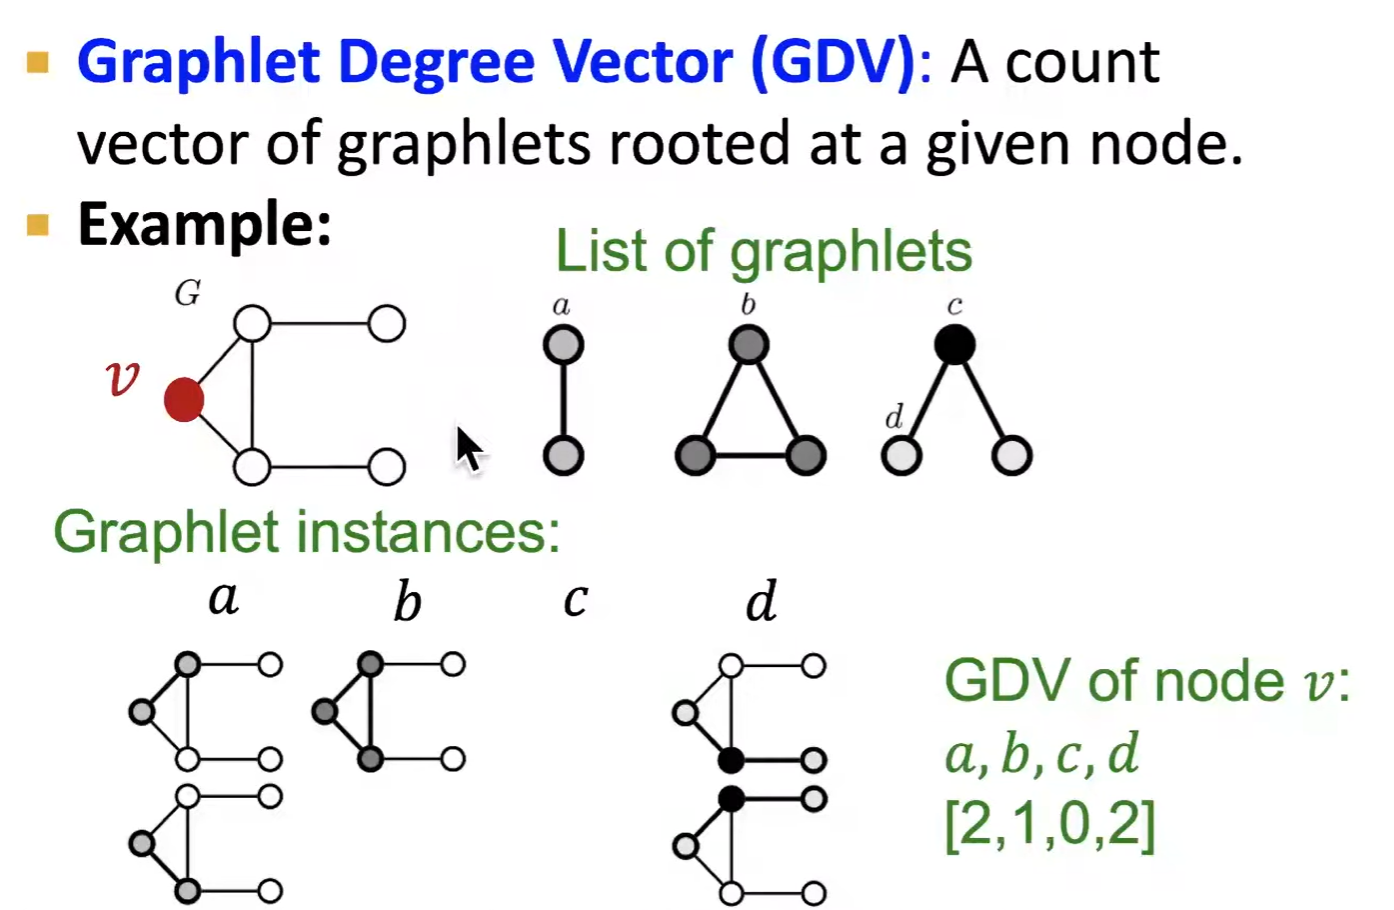 Graphlet Degree Vector (GDV): A count
vector of graphlets rooted at a given node.
Example:
List of graphlets
G
v
a
b
c
d
Graphlet instances:
a b c d
GDV of node v:
a, b, c, d
[2,1,0,2]